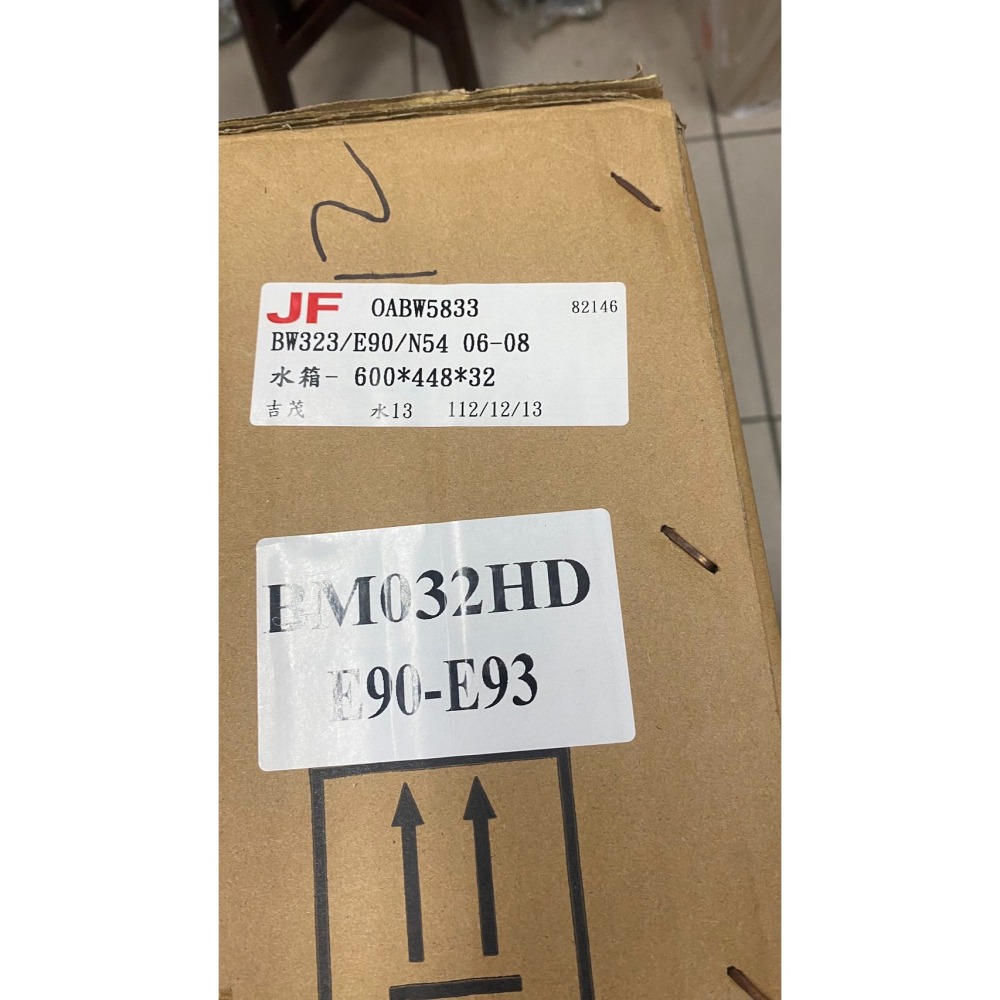 JF OABW5833 82146
BW323/E90/N54 06-08
水箱- 600*448*32
吉茂 水13 112/12/13
BM032HD
E90-E93